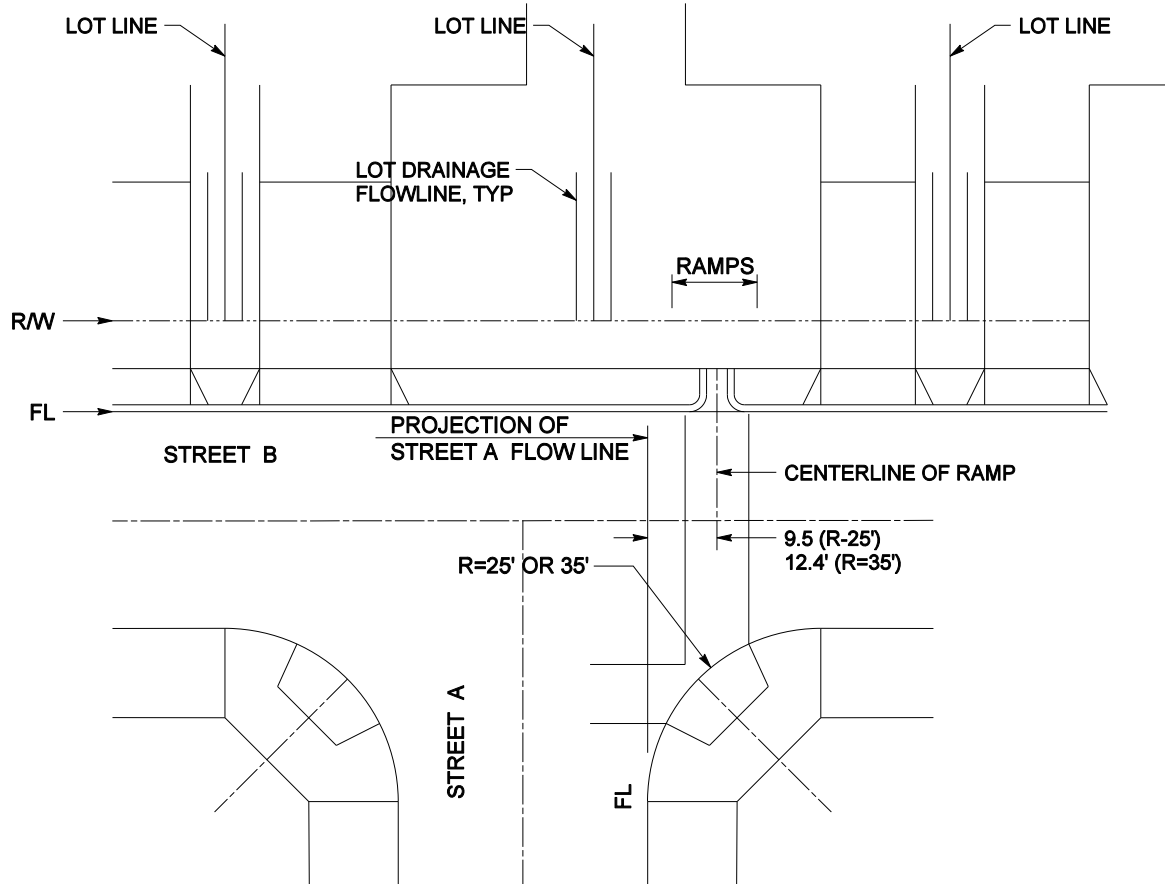 LOT LINE
LOT LINE
LOT LINE
LOT DRAINAGE
FLOWLINE, TYP
RAMPS
R/W
FL
PROJECTION OF
STREET A FLOW LINE
STREET B
CENTERLINE OF RAMP
9.5 (R-25')
12.4' (R=35')
R=25' OR 35'
STREET A
FL